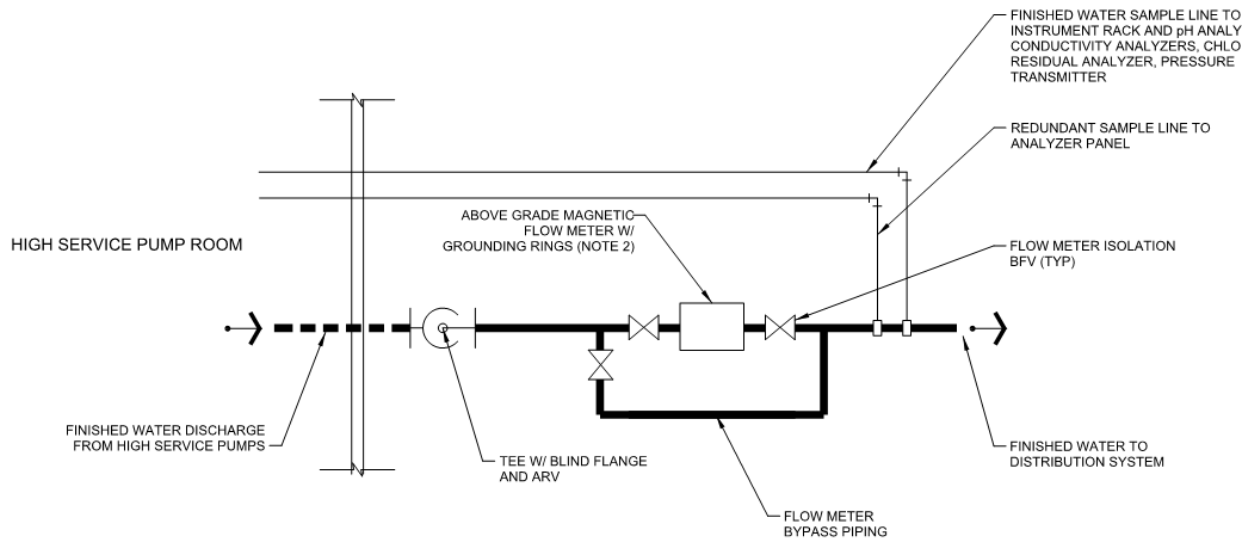 FINISHED WATER SAMPLE LINE TO
INSTRUMENT RACK AND pH ANALY
CONDUCTIVITY ANALYZERS, CHLO
RESIDUAL ANALYZER, PRESSURE
TRANSMITTER
REDUNDANT SAMPLE LINE TO
ANALYZER PANEL
ABOVE GRADE MAGNETIC
FLOW METER W/
GROUNDING RINGS (NOTE 2)
HIGH SERVICE PUMP ROOM
FLOW METER ISOLATION
BFV (TYP)
FINISHED WATER DISCHARGE
FROM HIGH SERVICE PUMPS
TEE W/ BLIND FLANGE
AND ARV
FINISHED WATER TO
DISTRIBUTION SYSTEM
FLOW METER
BYPASS PIPING